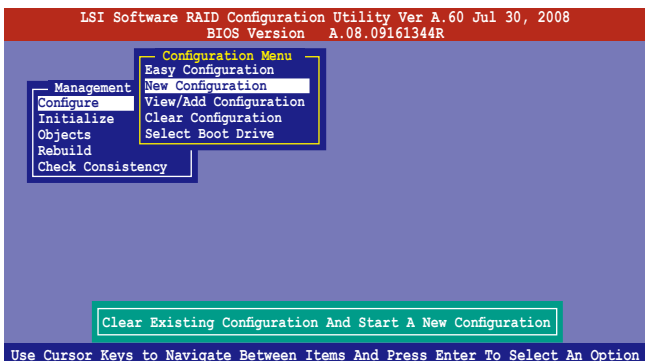 LSI Software RAID Configuration Utility Ver A.60 Jul 30, 2008
BIOS Version A.08.09161344R
Configuration Menu
Easy Configuration
New Configuration
View/Add Configuration
Clear Configuration
Select Boot Drive
Management
Configure
Initialize
Objects
Rebuild
Check Consistency
Clear Existing Configuration And Start A New Configuration
Use Cursor Keys to Navigate Between Items And Press Enter To Select An Option